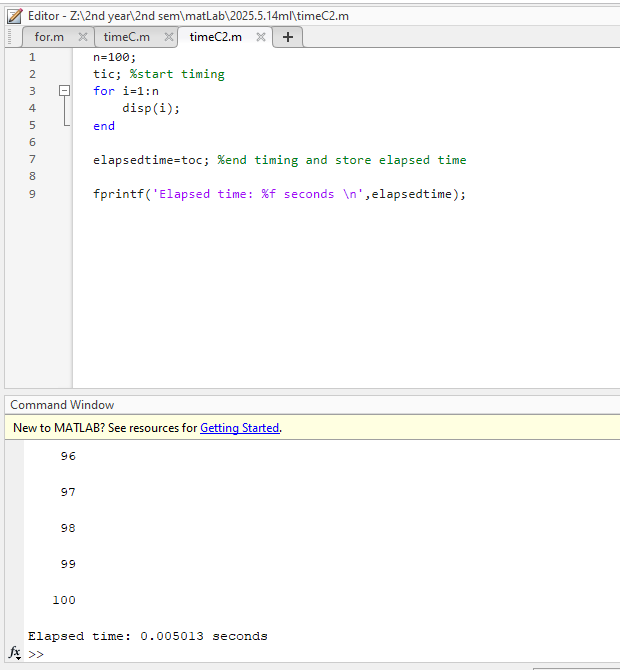 Editor - Z:\2nd year\2nd sem\matLab\2025.5.14ml\timeC2.m
for.m timeC.m timeC2.m
1 n=100;
2 tic; %start timing
3 for i=1:n
4 disp(i);
5 end
6
7 elapsedtime=toc; %end timing and store elapsed time
8
9 fprintf('Elapsed time: %f seconds \n',elapsedtime);
Command Window
New to MATLAB? See resources for Getting Started.
96
97
98
99
100
Elapsed time: 0.005013 seconds
fx >>